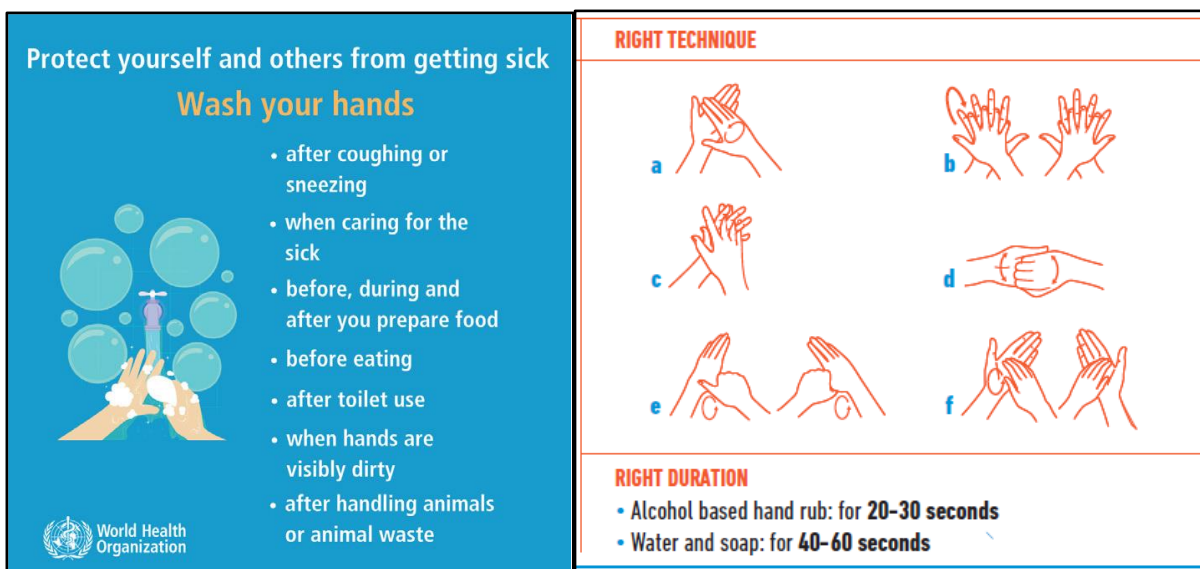 Protect yourself and others from getting sick
Wash your hands
• after coughing or
sneezing
• when caring for the
sick
• before, during and
after you prepare food
• before eating
• after toilet use
• when hands are
visibly dirty
• after handling animals
or animal waste
World Health
Organization
RIGHT TECHNIQUE
a
b
c
d
e
f
RIGHT DURATION
• Alcohol based hand rub: for 20-30 seconds
• Water and soap: for 40-60 seconds